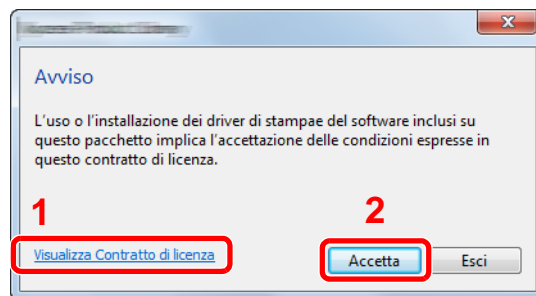 Avviso
L'uso o l'installazione dei driver di stampae del software inclusi su
questo pacchetto implica l'accettazione delle condizioni espresse in
questo contratto di licenza.
1
2
Visualizza Contratto di licenza
Accetta
Esci